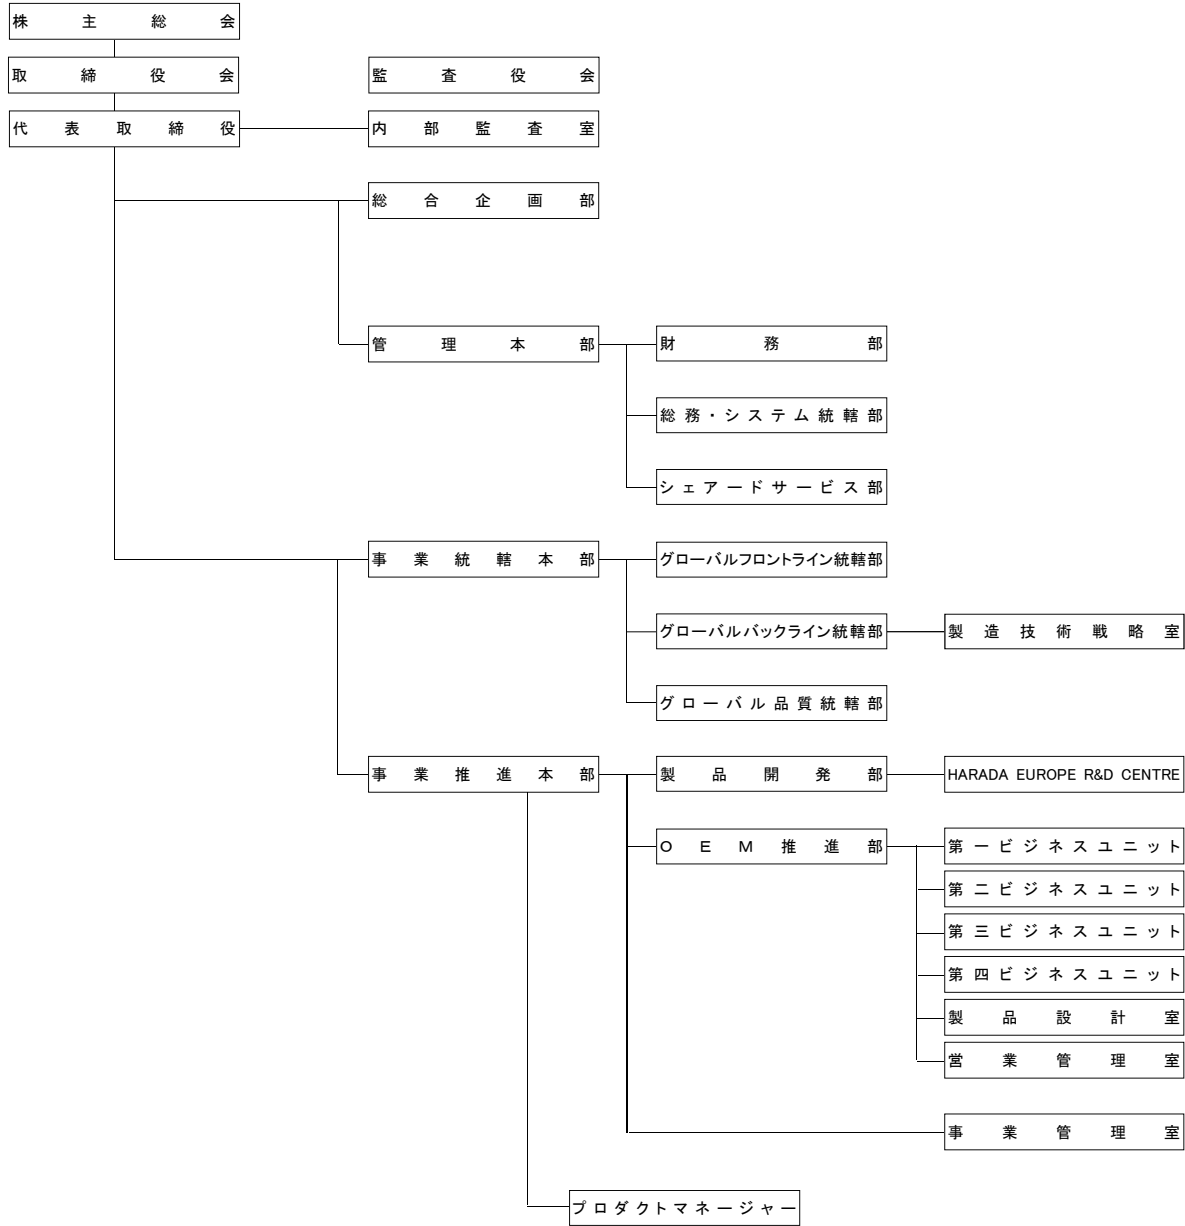 株主総会
取締役会
監査役会
代表取締役
内部監査室
総合企画部
管理本部
財務部
総務・システム統轄部
シェアードサービス部
事業統轄本部
グローバルフロントライン統轄部
グローバルバックライン統轄部
製造技術戦略室
グローバル品質統轄部
事業推進本部
製品開発部
HARADA EUROPE R&D CENTRE
OEM推進部
第一ビジネスユニット
第二ビジネスユニット
第三ビジネスユニット
第四ビジネスユニット
製品設計室
営業管理室
事業管理室
プロダクトマネージャー